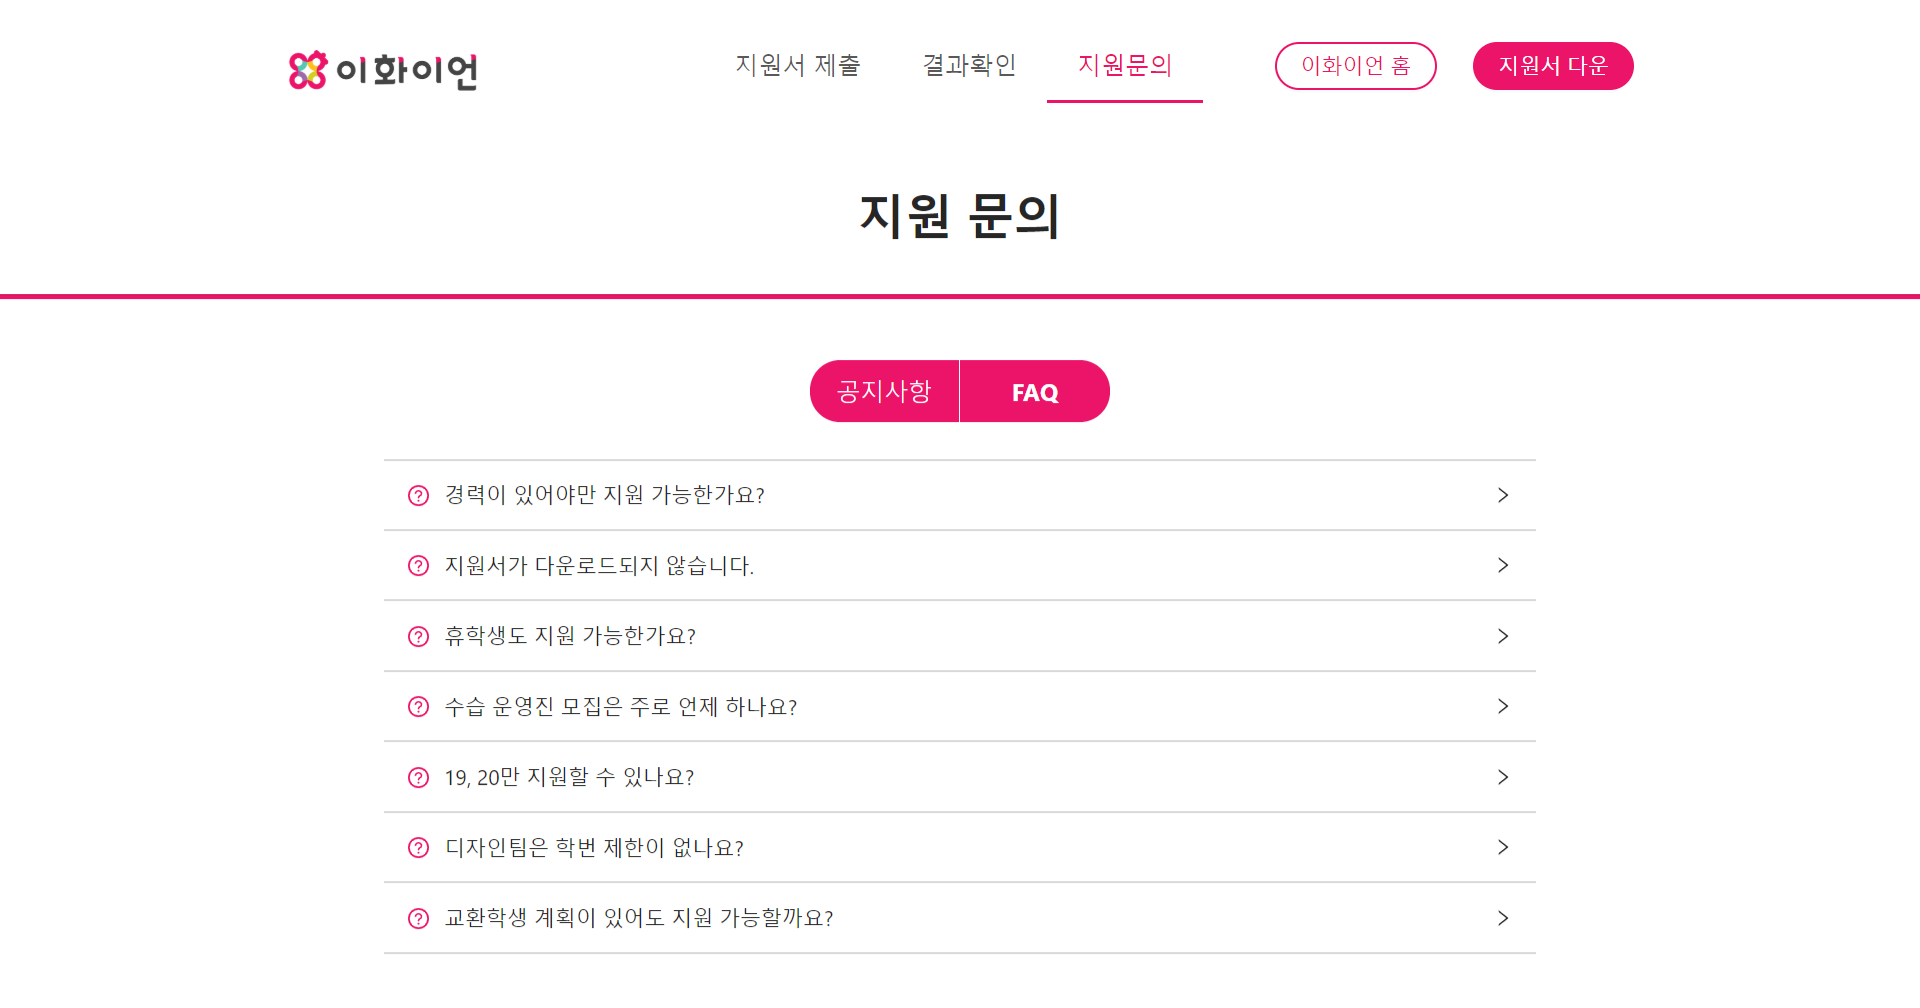 이화이언
지원서 제출
결과확인
지원문의
이화이언 홈
지원서 다운
지원 문의
공지사항
FAQ
경력이 있어야만 지원 가능한가요?
지원서가 다운로드되지 않습니다.
휴학생도 지원 가능한가요?
수습 운영진 모집은 주로 언제 하나요?
19, 20만 지원할 수 있나요?
디자인팀은 학번 제한이 없나요?
교환학생 계획이 있어도 지원 가능할까요?